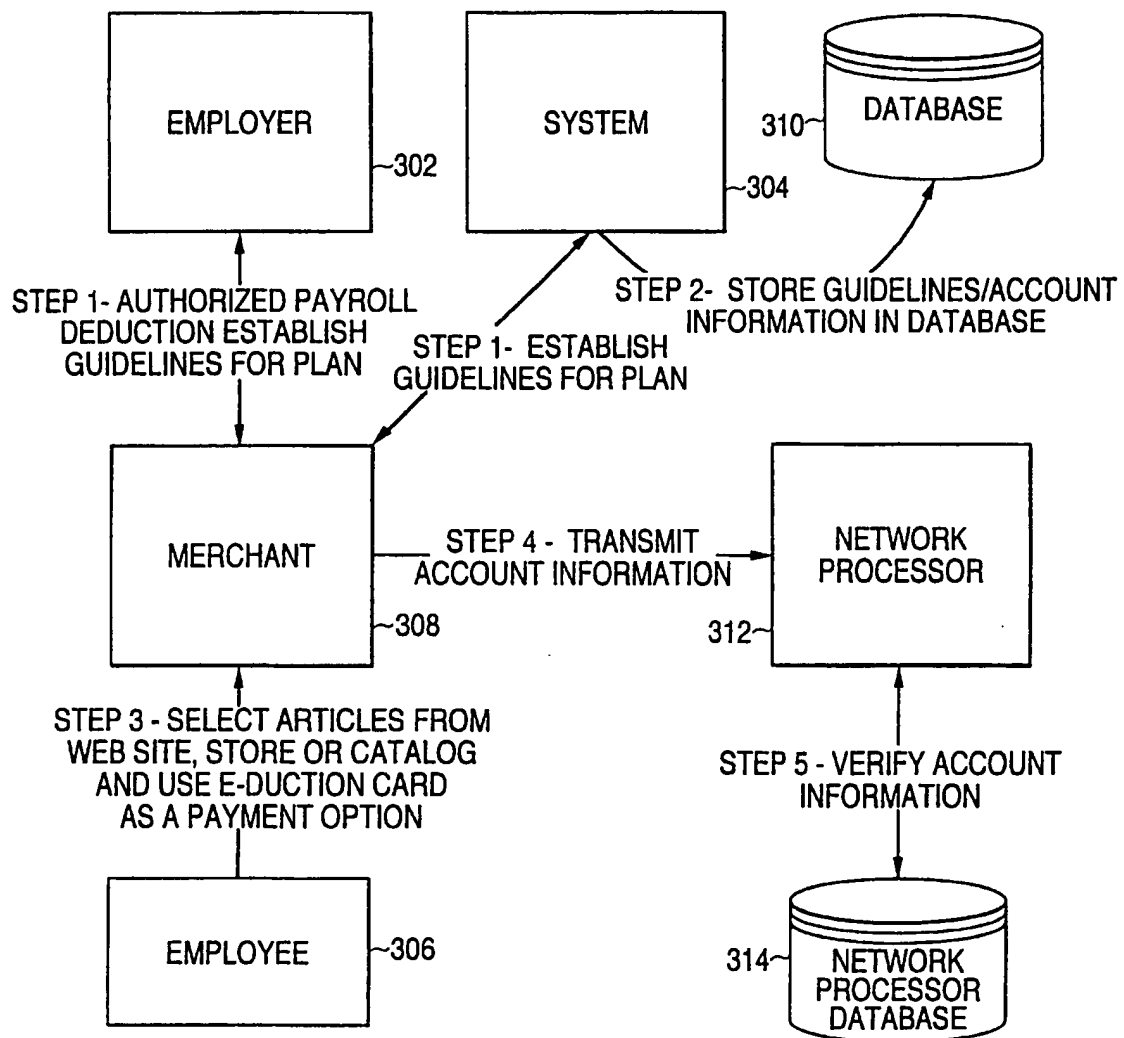 EMPLOYER
302
SYSTEM
304
DATABASE
310
STEP 1- AUTHORIZED PAYROLL
DEDUCTION ESTABLISH
GUIDELINES FOR PLAN
STEP 1- ESTABLISH
GUIDELINES FOR PLAN
STEP 2- STORE GUIDELINES/ACCOUNT
INFORMATION IN DATABASE
MERCHANT
308
STEP 4 - TRANSMIT
ACCOUNT INFORMATION
NETWORK
PROCESSOR
312
STEP 3 - SELECT ARTICLES FROM
WEB SITE, STORE OR CATALOG
AND USE E-DUCTION CARD
AS A PAYMENT OPTION
STEP 5 - VERIFY ACCOUNT
INFORMATION
EMPLOYEE
306
314
NETWORK
PROCESSOR
DATABASE